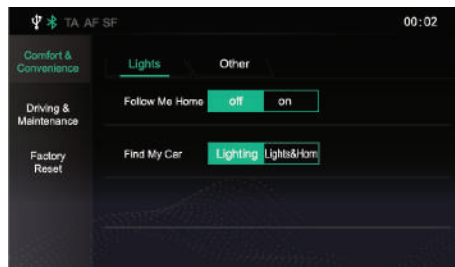 TA AF SF 00:02
Comfort &
Convenience
Lights Other
Driving &
Maintenance
Follow Me Home off on
Factory
Reset
Find My Car Lighting Lights&Horn